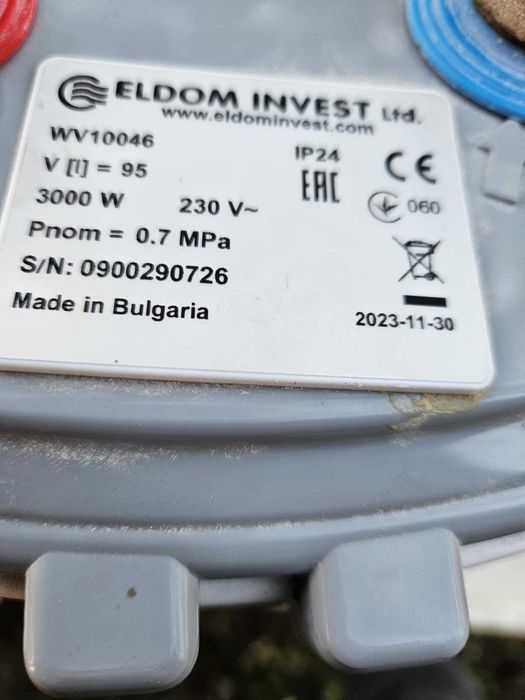 ELDOM INVEST Ltd.
www.eldominvest.com
WV10046
IP24
CE
V [l] = 95
EAC
3000 W
230 V~
060
Pnom = 0.7 MPa
S/N: 0900290726
Made in Bulgaria
2023-11-30